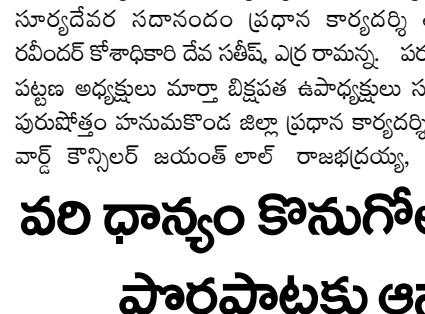 సూర్యదేవర సదానందం ప్రధాన కార్యదర్శి
రవీందర్ కోశాధికారి దేవ సతీష్, ఎర్ర రామన్న.
పట్టణ అధ్యక్షులు మార్తా బిక్షపత ఉపాధ్యక్షులు
పురుషోత్తం హనుమకొండ జిల్లా ప్రధాన కార్యదర్శి
వార్డ్ కౌన్సిలర్ జయంత్ లాల్ రాజభద్రయ్య,
వరి ధాన్యం
పొరపాటకు